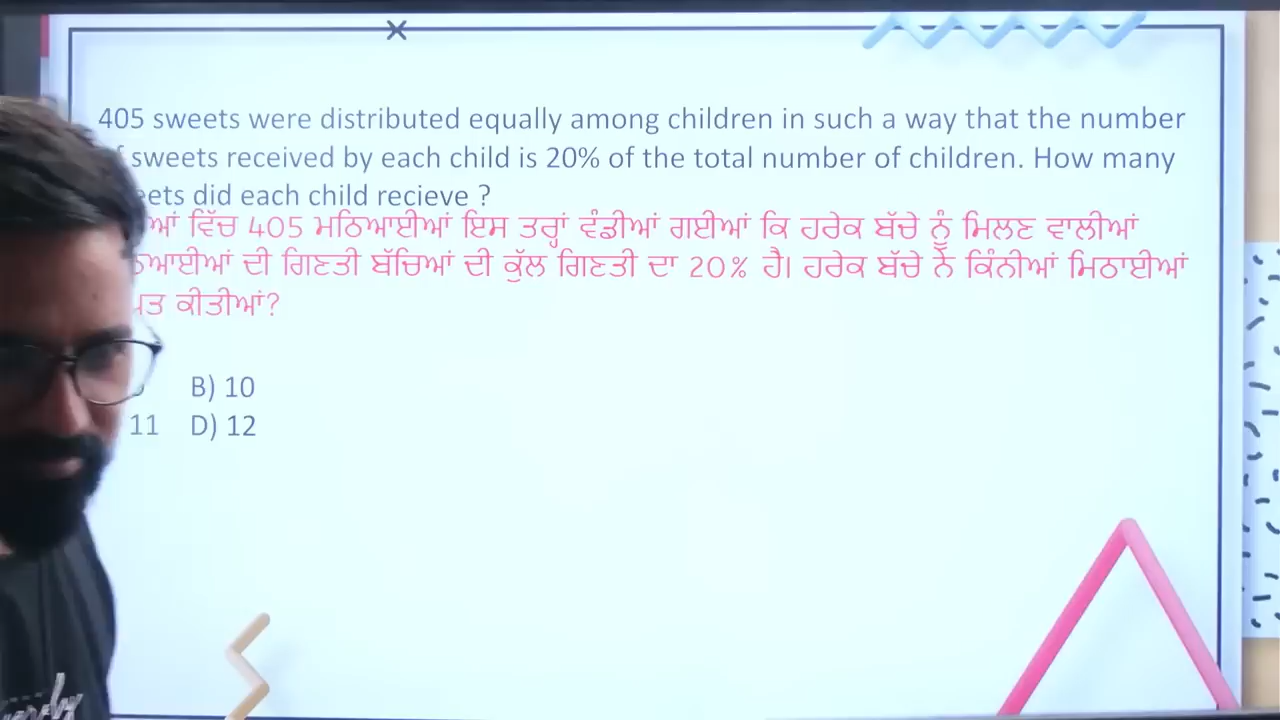 405 sweets were distributed equally among children in such a way that the number
sweets received by each child is 20% of the total number of children. How many
did each child recieve ?
ਵਿੱਚ 405 ਮਠਿਆਈਆਂ ਇਸ ਤਰ੍ਹਾਂ ਵੰਡੀਆਂ ਗਈਆਂ ਕਿ ਹਰੇਕ ਬੱਚੇ ਨੂੰ ਮਿਲਣ ਵਾਲੀਆਂ
ਦੀ ਗਿਣਤੀ ਬੱਚਿਆਂ ਦੀ ਕੁੱਲ ਗਿਣਤੀ ਦਾ 20% ਹੈ। ਹਰੇਕ ਬੱਚੇ ਨੇ ਕਿੰਨੀਆਂ ਮਿਠਾਈਆਂ
ਕੀਤੀਆਂ?
B) 10
11 D) 12